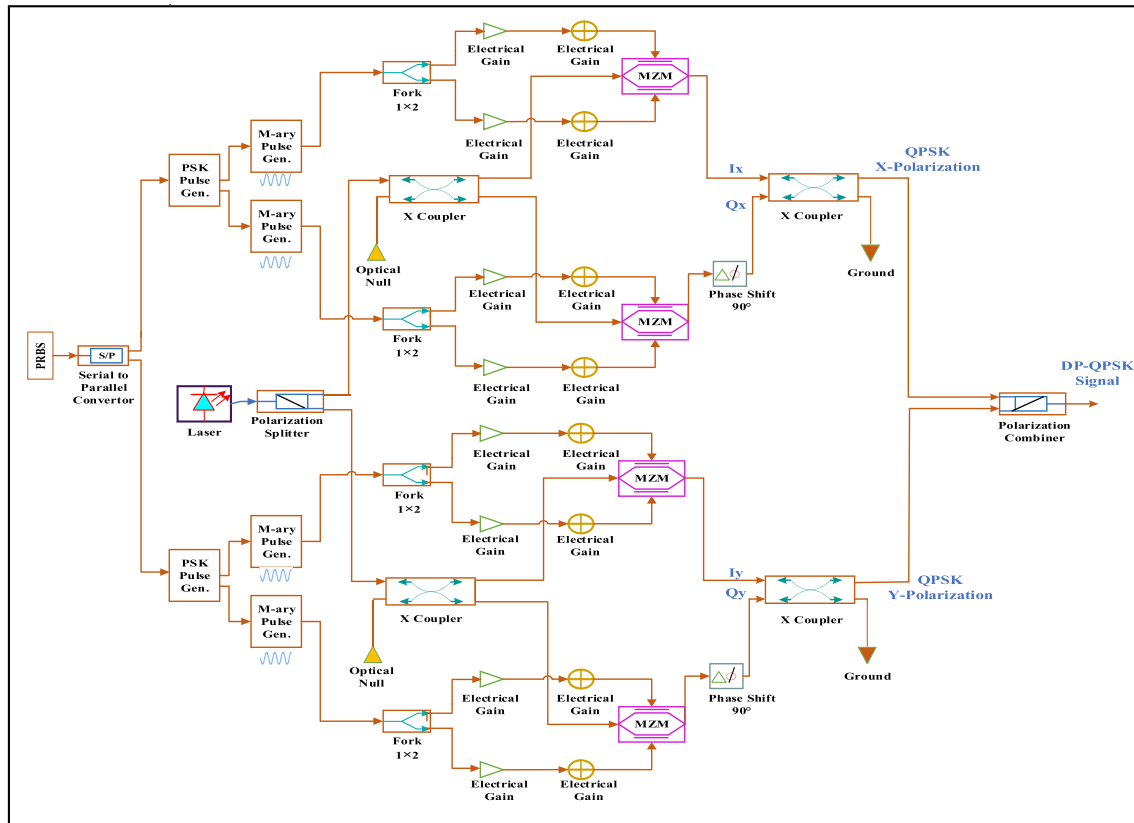 Electrical
Gain
Electrical
Gain
MZM
Fork
1×2
Electrical
Gain
Electrical
Gain
M-ary
Pulse
Gen.
PSK
Pulse
Gen.
M-ary
Pulse
Gen.
X Coupler
Optical
Null
Ix
Qx
QPSK
X-Polarization
X Coupler
Ground
Electrical
Gain
Electrical
Gain
MZM
Phase Shift
90°
Fork
1×2
Electrical
Gain
Electrical
Gain
PRBS
S/P
Serial to
Parallel
Convertor
Laser
Polarization
Splitter
DP-QPSK
Signal
Polarization
Combiner
Electrical
Gain
Electrical
Gain
MZM
Fork
1×2
Electrical
Gain
Electrical
Gain
M-ary
Pulse
Gen.
PSK
Pulse
Gen.
M-ary
Pulse
Gen.
X Coupler
Optical
Null
Iy
Qy
QPSK
Y-Polarization
X Coupler
Ground
Electrical
Gain
Electrical
Gain
MZM
Phase Shift
90°
Fork
1×2
Electrical
Gain
Electrical
Gain